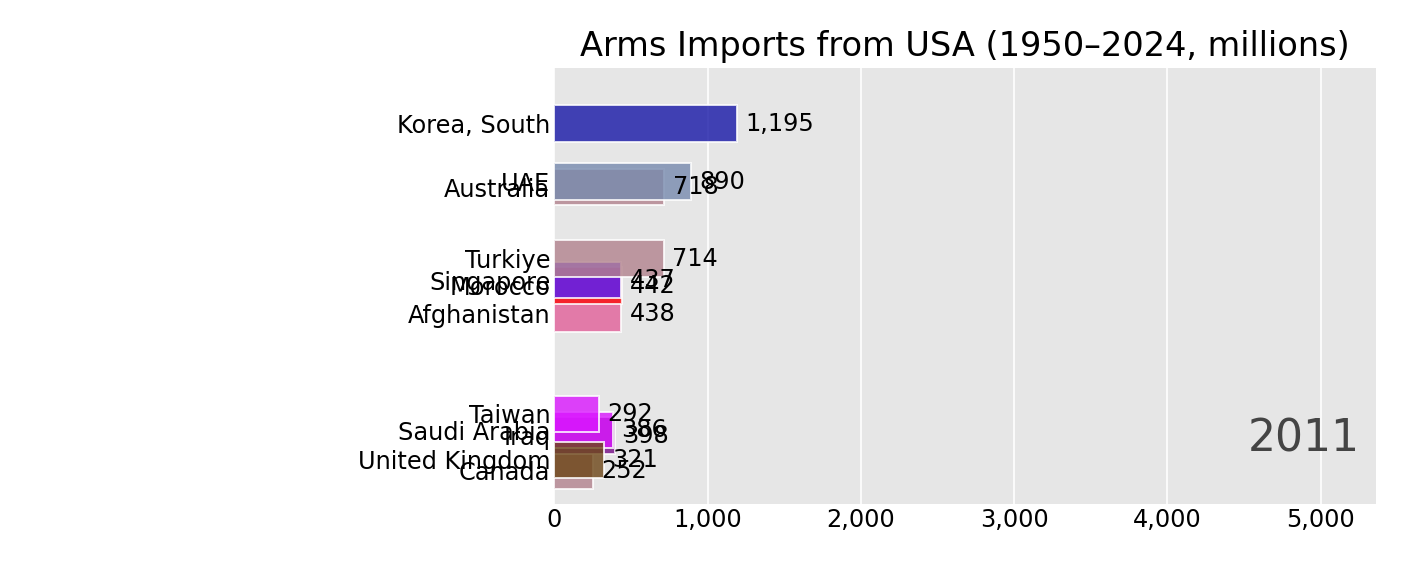 Arms Imports from USA (1950–2024, millions)
Korea, South 1,195
UAE 890
Australia 718
Turkiye 714
Singapore 437
Morocco 442
Afghanistan 438
Taiwan 292
Saudi Arabia 386
Iraq 398
United Kingdom 321
Canada 252
2011
0 1,000 2,000 3,000 4,000 5,000